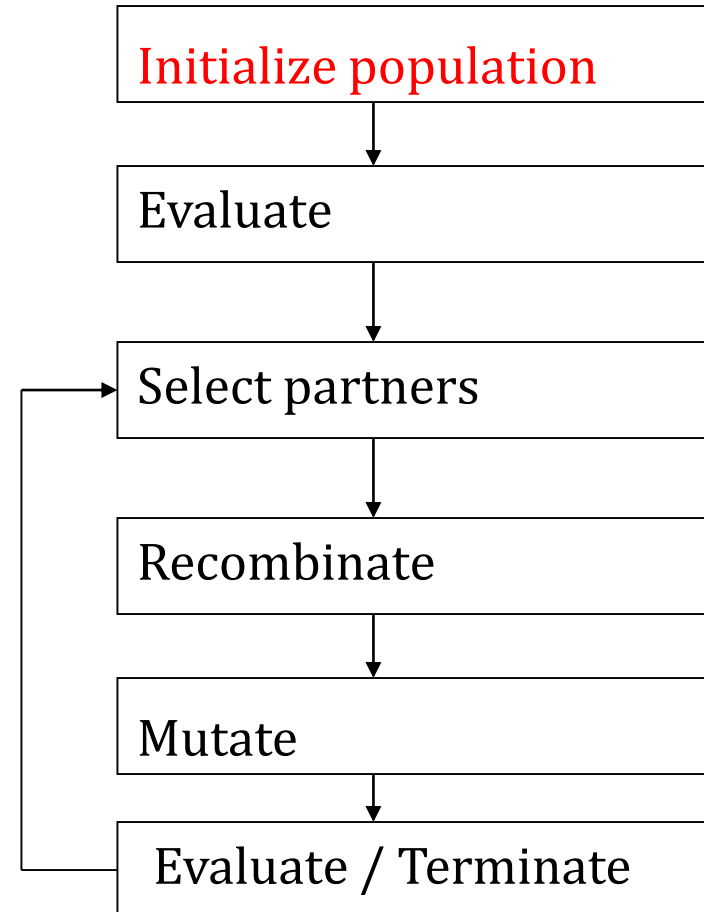 Initialize population
Evaluate
Select partners
Recombinate
Mutate
Evaluate / Terminate